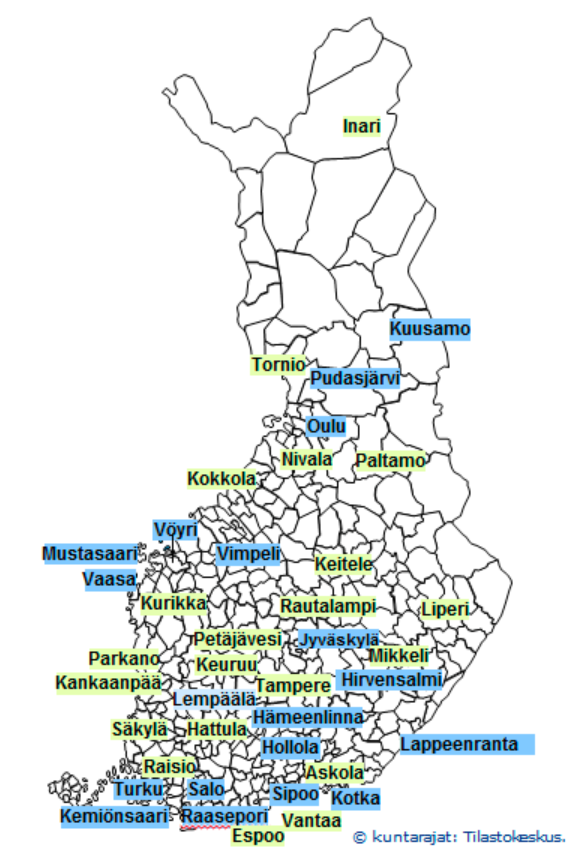 Inari
Kuusamo
Tornio
Pudasjärvi
Oulu
Nivala
Paltamo
Kokkola
Vöyri
Mustasaari
Vimpeli
Keitele
Vaasa
Kurikka
Rautalampi
Liperi
Petäjävesi
Jyväskylä
Parkano
Keuruu
Mikkeli
Kankaanpää
Tampere
Hirvensalmi
Lempäälä
Hämeenlinna
Säkylä
Hattula
Hollola
Lappeenranta
Raisio
Askola
Turku
Salo
Sipoo
Kotka
Kemiönsaari
Raasepori
Vantaa
Espoo
© kuntarajat: Tilastokeskus.